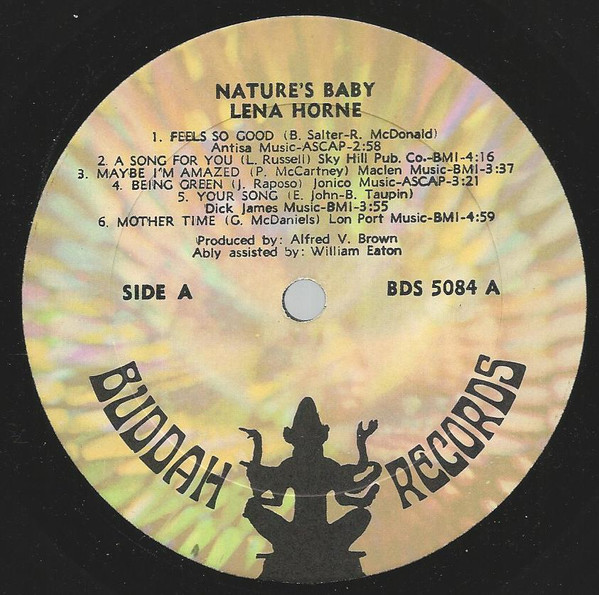 NATURE'S BABY
LENA HORNE
1. FEELS SO GOOD (B. Salter-R. McDonald)
Antisa Music-ASCAP-2:58
2. A SONG FOR YOU (L. Russell) Sky Hill Pub. Co.-BMI-4:16
3. MAYBE I'M AMAZED (P. McCartney) Maclen Music-BMI-3:37
4. BEING GREEN (J. Raposo) Jonico Music-ASCAP-3:21
5. YOUR SONG (E. John-B. Taupin)
Dick James Music-BMI-3:55
6. MOTHER TIME (G. McDaniels) Lon Port Music-BMI-4:59
Produced by: Alfred V. Brown
Ably assisted by: William Eaton
SIDE A
BDS 5084 A
BUDDAH RECORDS